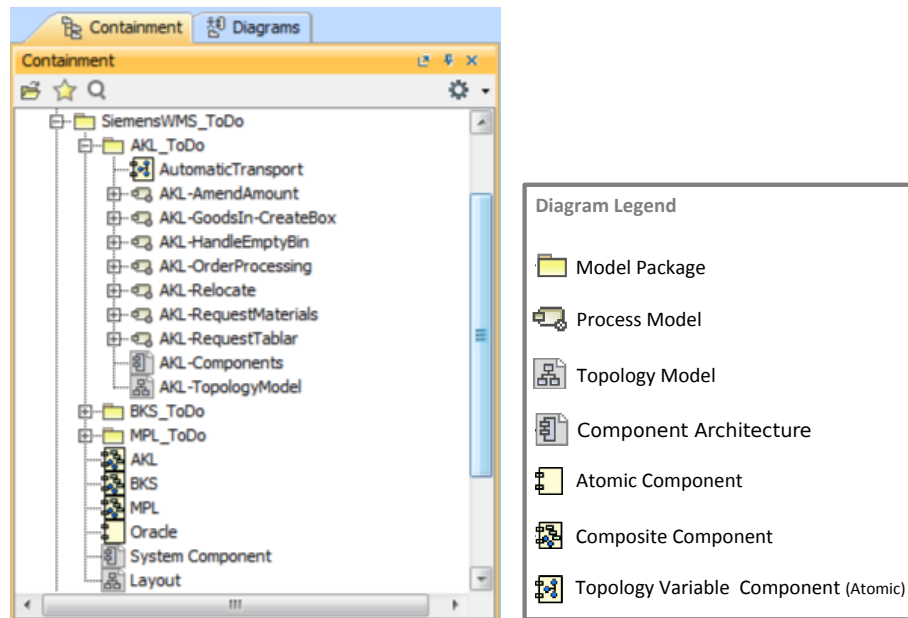 Containment Diagrams
Containment
SiemensWMS_ToDo
AKL_ToDo
AutomaticTransport
AKL-AmendAmount
AKL-GoodsIn-CreateBox
AKL-HandleEmptyBin
AKL-OrderProcessing
AKL-Relocate
AKL-RequestMaterials
AKL-RequestTablar
AKL-Components
AKL-TopologyModel
BKS_ToDo
MPL_ToDo
AKL
BKS
MPL
Oracle
System Component
Layout
Diagram Legend
Model Package
Process Model
Topology Model
Component Architecture
Atomic Component
Composite Component
Topology Variable Component (Atomic)